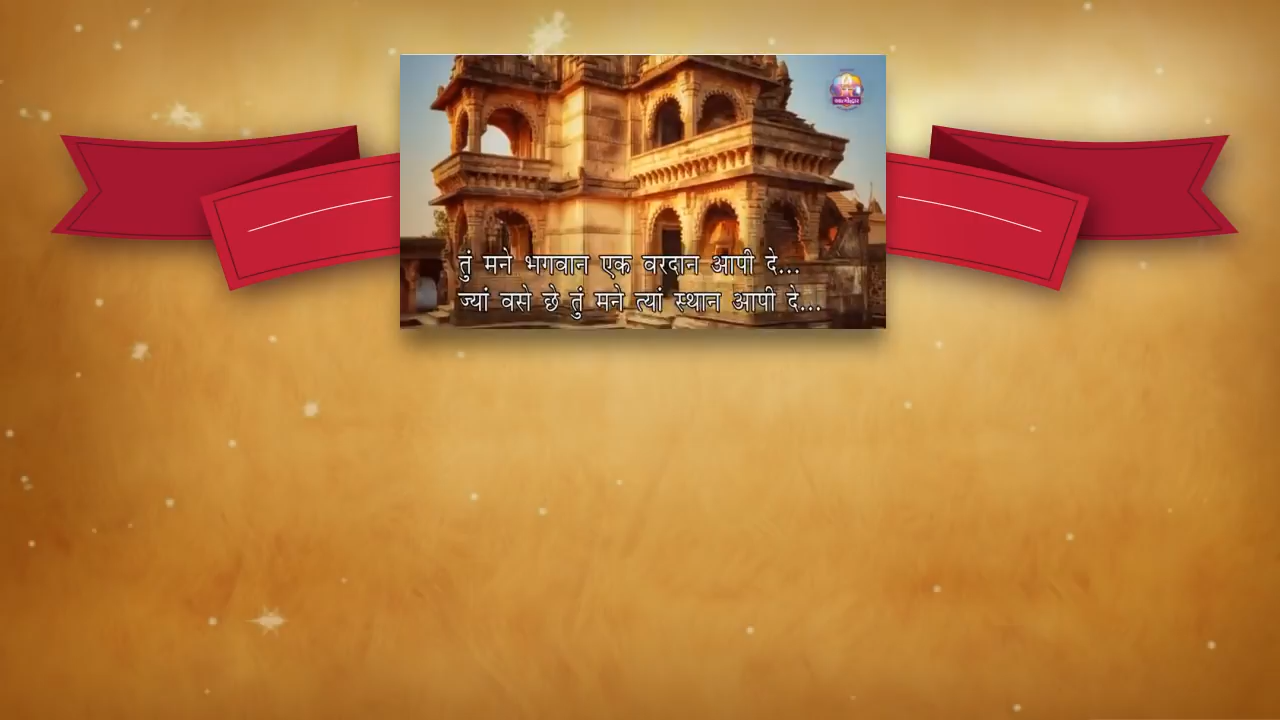 तुं मने भगवान एक वरदान आपी दे...
ज्यां वसे छे तुं मने त्यां स्थान आपी दे...